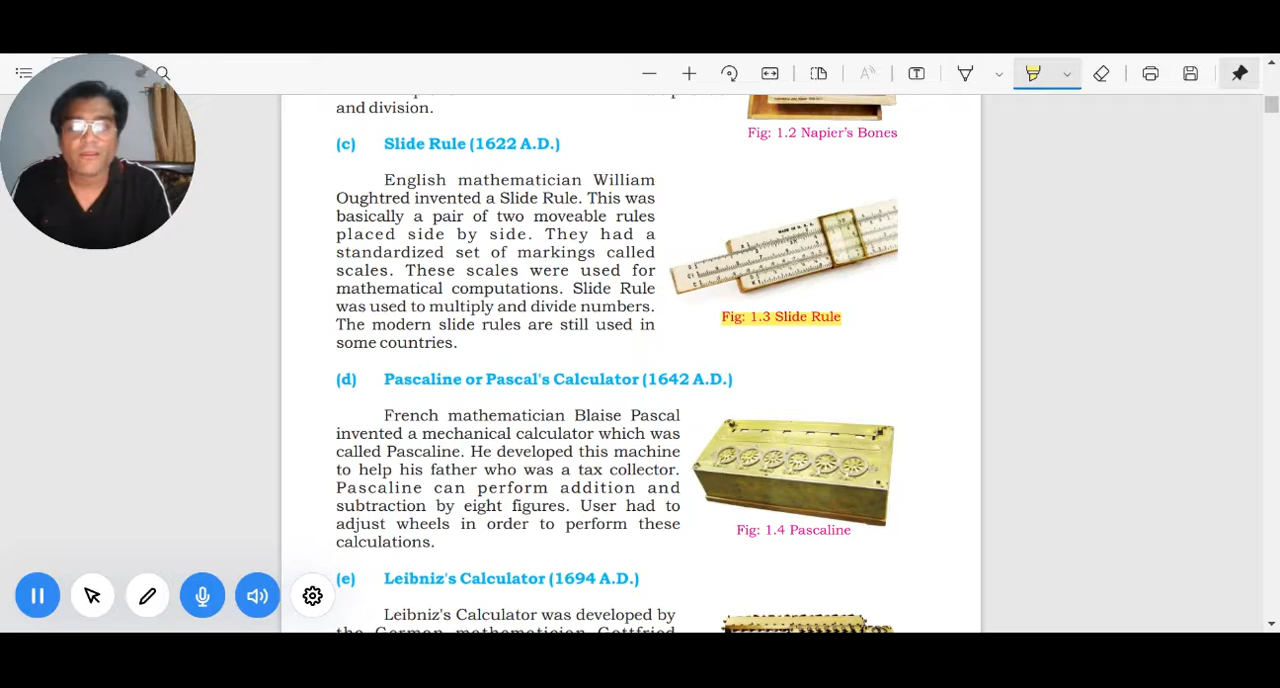 and division.
Fig: 1.2 Napier's Bones
(c) Slide Rule (1622 A.D.)
English mathematician William
Oughtred invented a Slide Rule. This was
basically a pair of two moveable rules
placed side by side. They had a
standardized set of markings called
scales. These scales were used for
mathematical computations. Slide Rule
was used to multiply and divide numbers.
The modern slide rules are still used in
some countries.
Fig: 1.3 Slide Rule
(d) Pascaline or Pascal's Calculator (1642 A.D.)
French mathematician Blaise Pascal
invented a mechanical calculator which was
called Pascaline. He developed this machine
to help his father who was a tax collector.
Pascaline can perform addition and
subtraction by eight figures. User had to
adjust wheels in order to perform these
calculations.
Fig: 1.4 Pascaline
(e) Leibniz's Calculator (1694 A.D.)
Leibniz's Calculator was developed by
the German mathematician Gottfried